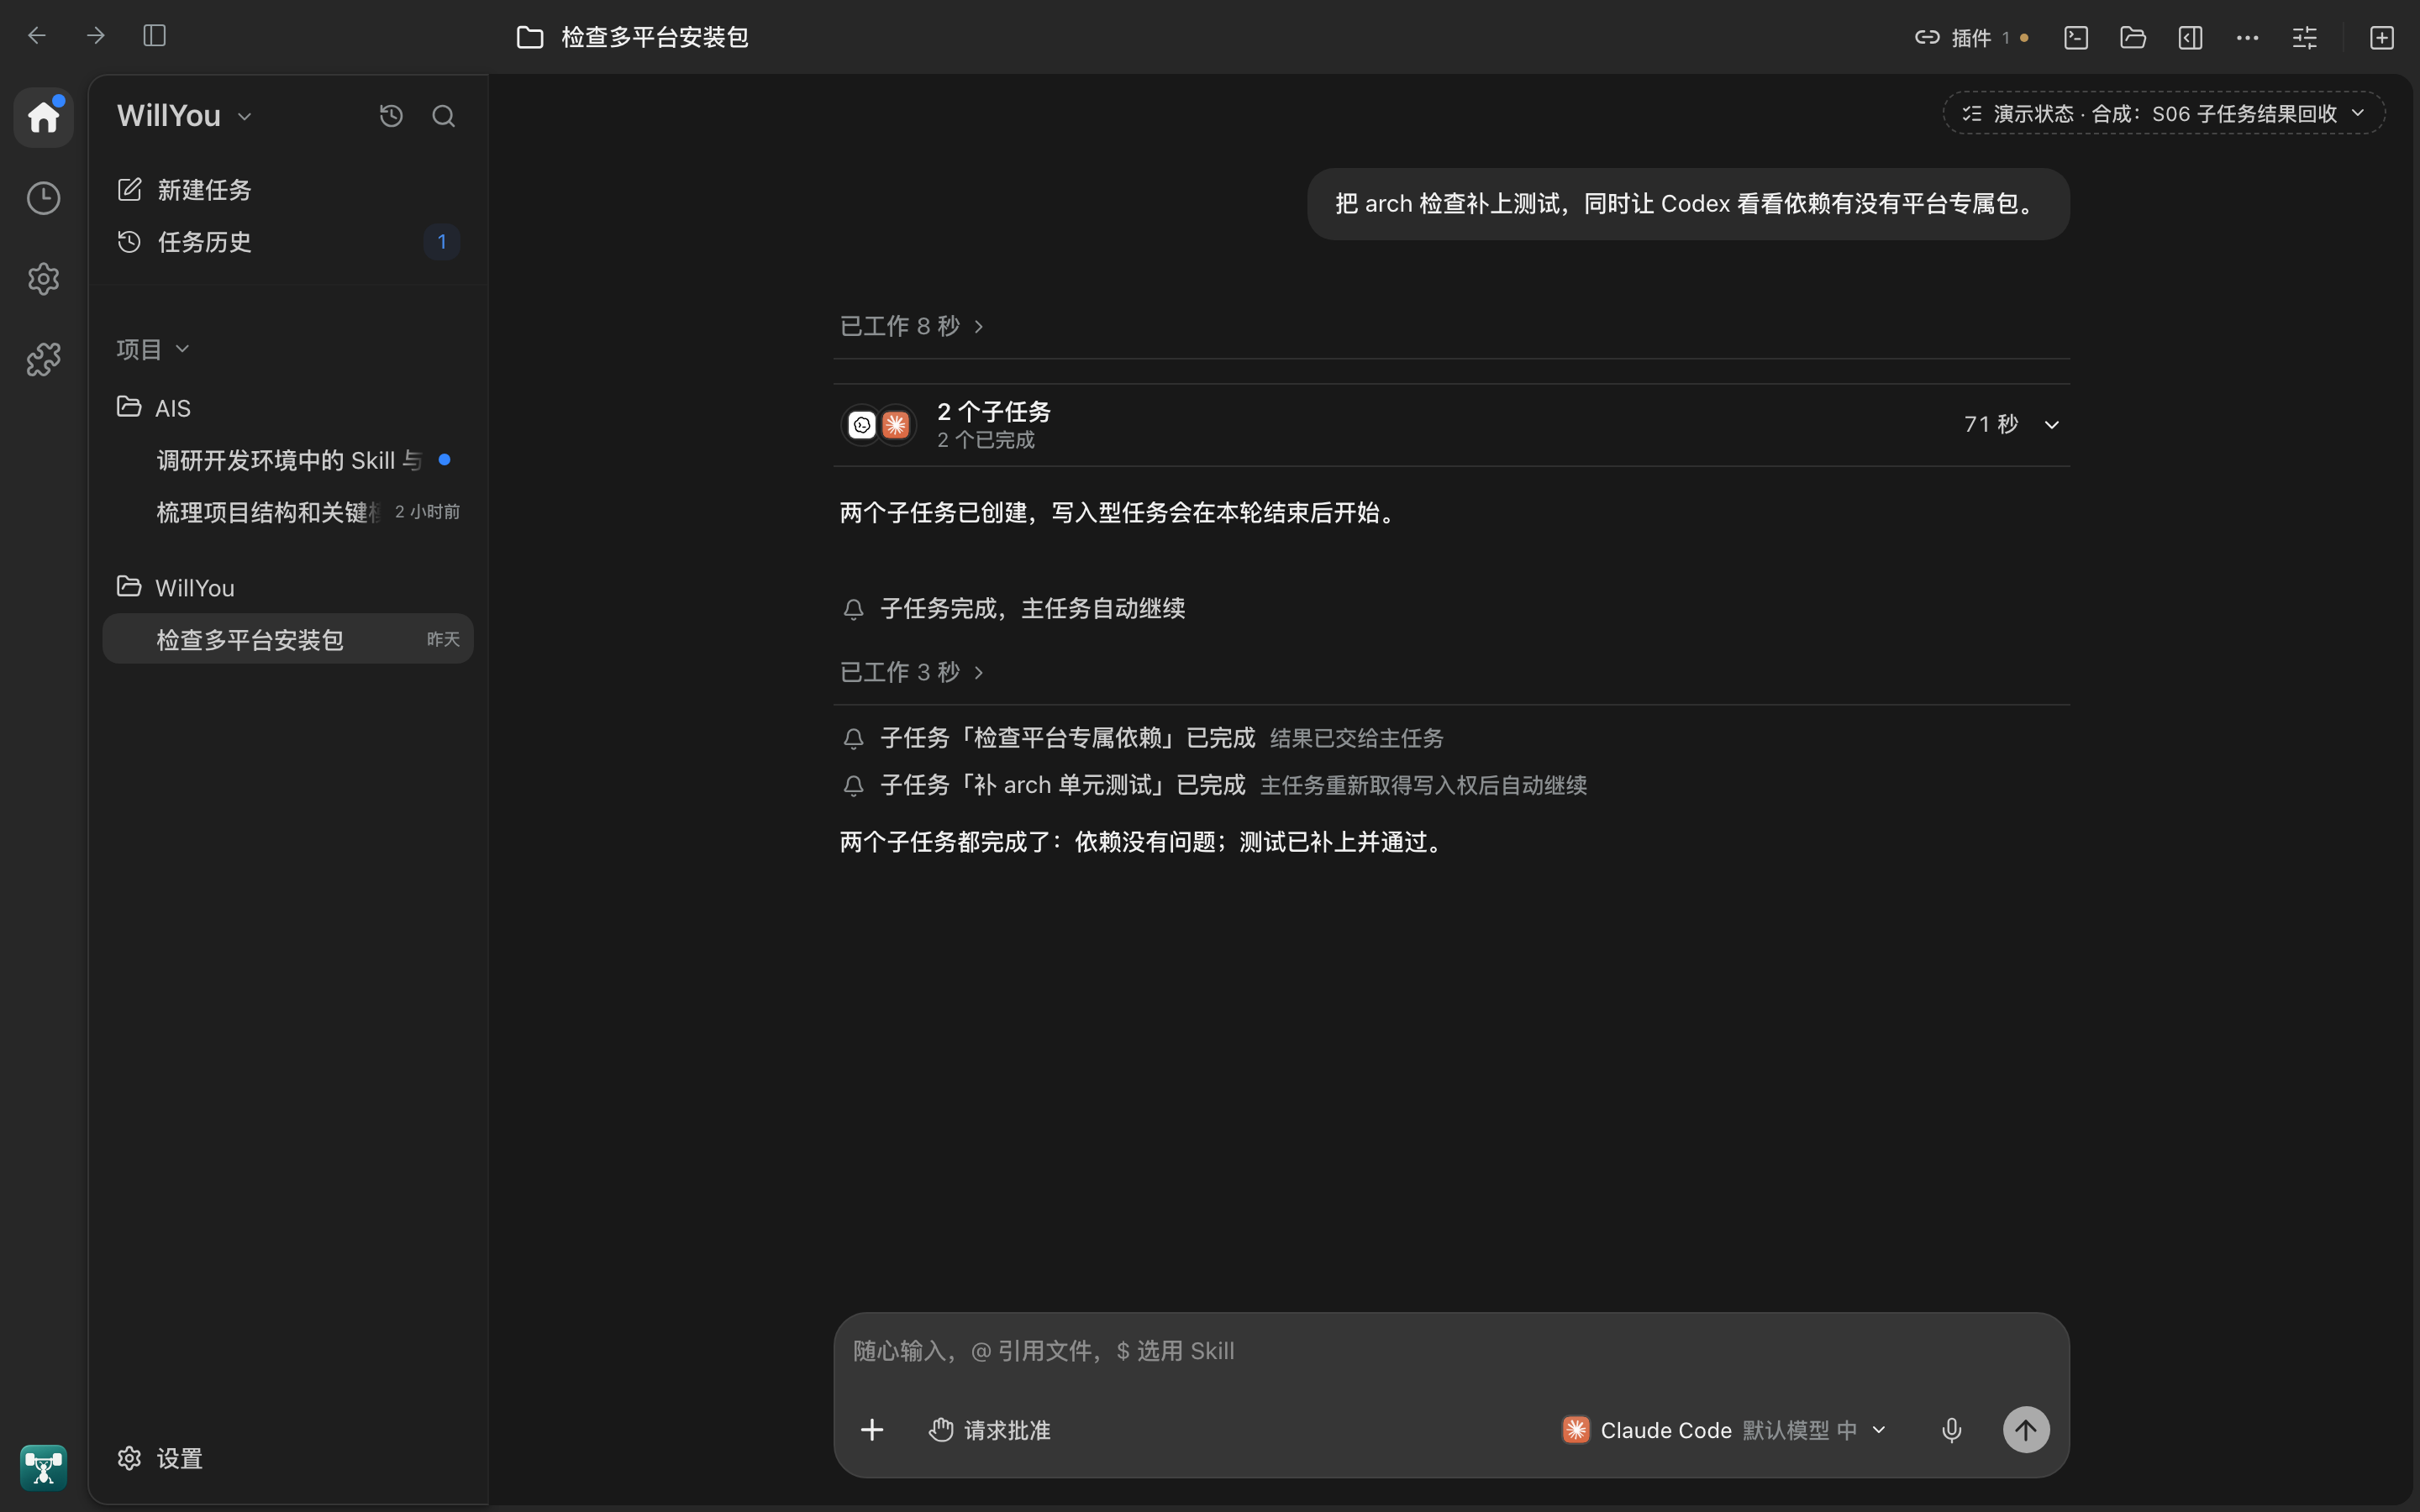 检查多平台安装包
插件 1
WillYou
演示状态 · 合成：S06 子任务结果回收
新建任务
任务历史 1
项目
AIS
调研开发环境中的 Skill 与
梳理项目结构和关键 2 小时前
WillYou
检查多平台安装包 昨天
设置
把 arch 检查补上测试，同时让 Codex 看看依赖有没有平台专属包。
已工作 8 秒
2 个子任务
2 个已完成
71 秒
两个子任务已创建，写入型任务会在本轮结束后开始。
子任务完成，主任务自动继续
已工作 3 秒
子任务「检查平台专属依赖」已完成 结果已交给主任务
子任务「补 arch 单元测试」已完成 主任务重新取得写入权后自动继续
两个子任务都完成了：依赖没有问题；测试已补上并通过。
随心输入，@ 引用文件，$ 选用 Skill
请求批准
Claude Code 默认模型 中